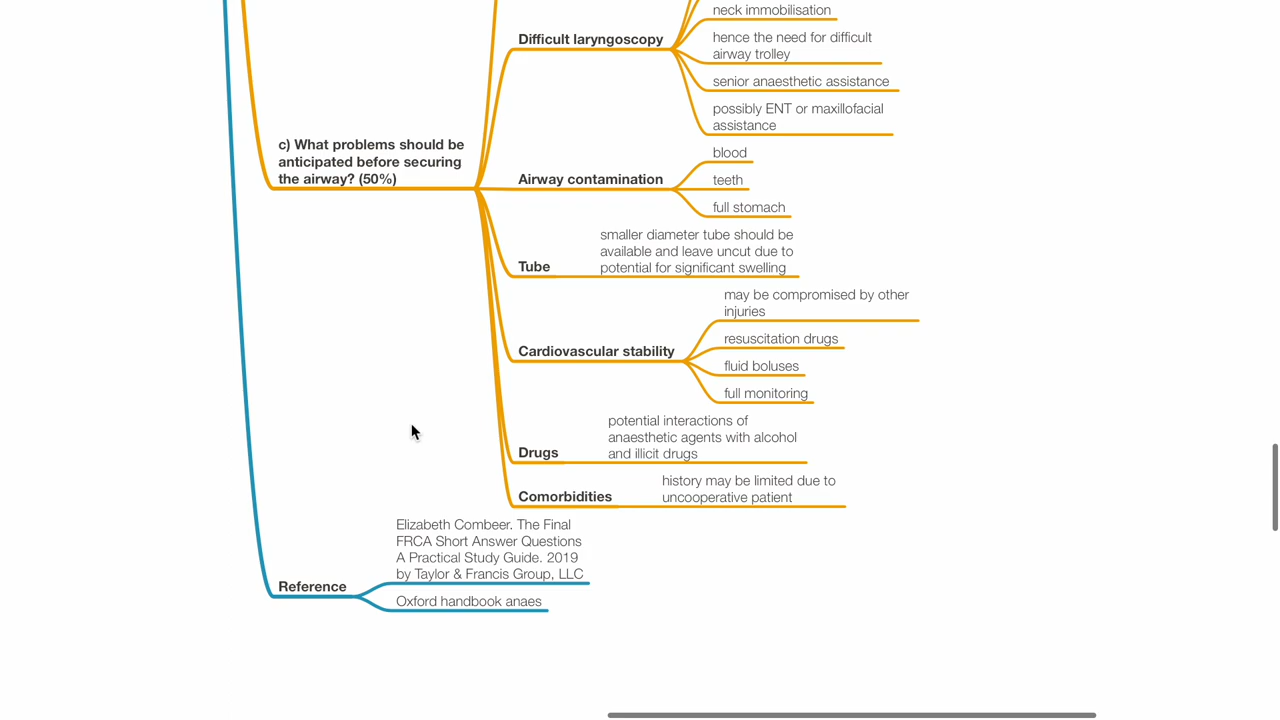 neck immobilisation
Difficult laryngoscopy
hence the need for difficult
airway trolley
senior anaesthetic assistance
possibly ENT or maxillofacial
assistance
c) What problems should be
anticipated before securing
the airway? (50%)
Airway contamination
blood
teeth
full stomach
Tube
smaller diameter tube should be
available and leave uncut due to
potential for significant swelling
Cardiovascular stability
may be compromised by other
injuries
resuscitation drugs
fluid boluses
full monitoring
Drugs
potential interactions of
anaesthetic agents with alcohol
and illicit drugs
Comorbidities
history may be limited due to
uncooperative patient
Reference
Elizabeth Combeer. The Final
FRCA Short Answer Questions
A Practical Study Guide. 2019
by Taylor & Francis Group, LLC
Oxford handbook anaes